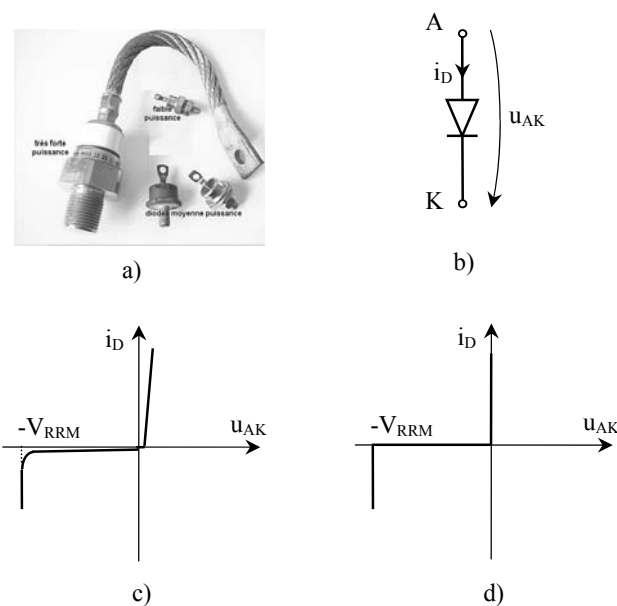 faible
puissance
très forte
puissance
diodes moyenne puissance
a)
A
i_D
u_AK
K
b)
i_D
-V_RRM
u_AK
c)
i_D
-V_RRM
u_AK
d)